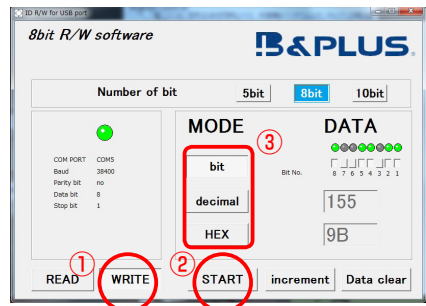 ID R/W for USB port
8bit R/W software
B&PLUS
Number of bit 5bit 8bit 10bit
MODE DATA
③
bit
Bit No. 8 7 6 5 4 3 2 1
COM PORT COM5
Baud 38400
Parity bit no
Data bit 8
Stop bit 1
decimal 155
HEX 9B
① ②
READ WRITE START increment Data clear